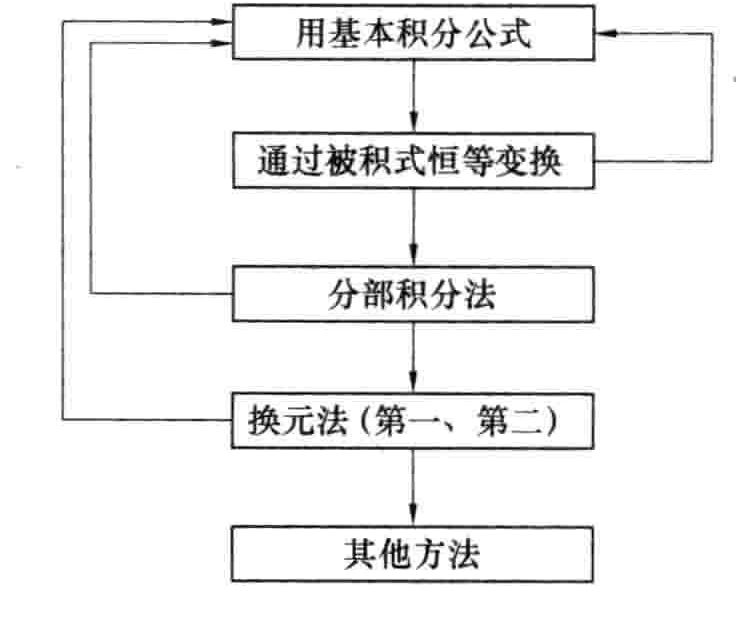 用基本积分公式
通过被积式恒等变换
分部积分法
换元法(第一、第二)
其他方法